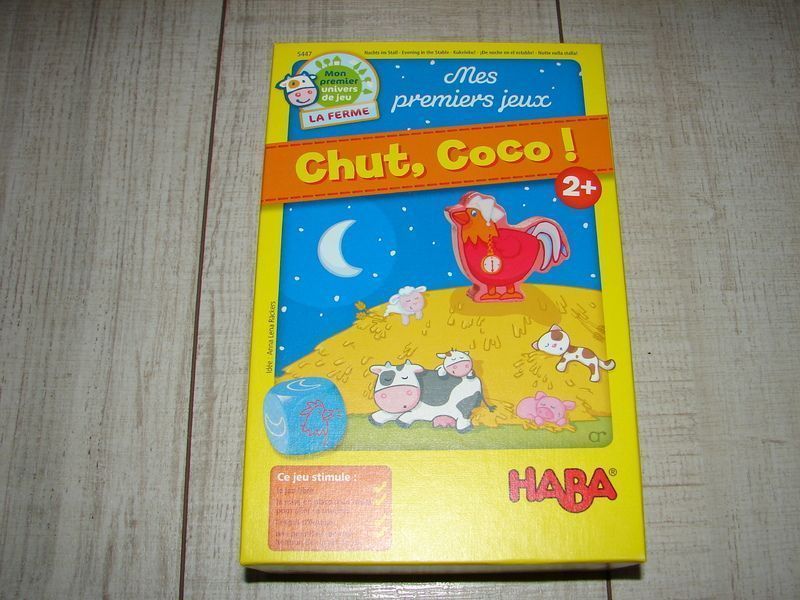 5447
Nachts im Stall - Evening in the Stable - Kukeleku! - ¡De noche en el establo! - Notte nella stalla!
Mon
premier
univers
de jeu
LA FERME
Mes
premiers jeux
Chut, Coco !
2+
Idée : Anna Lena Räckers
Ce jeu stimule :
HABA®